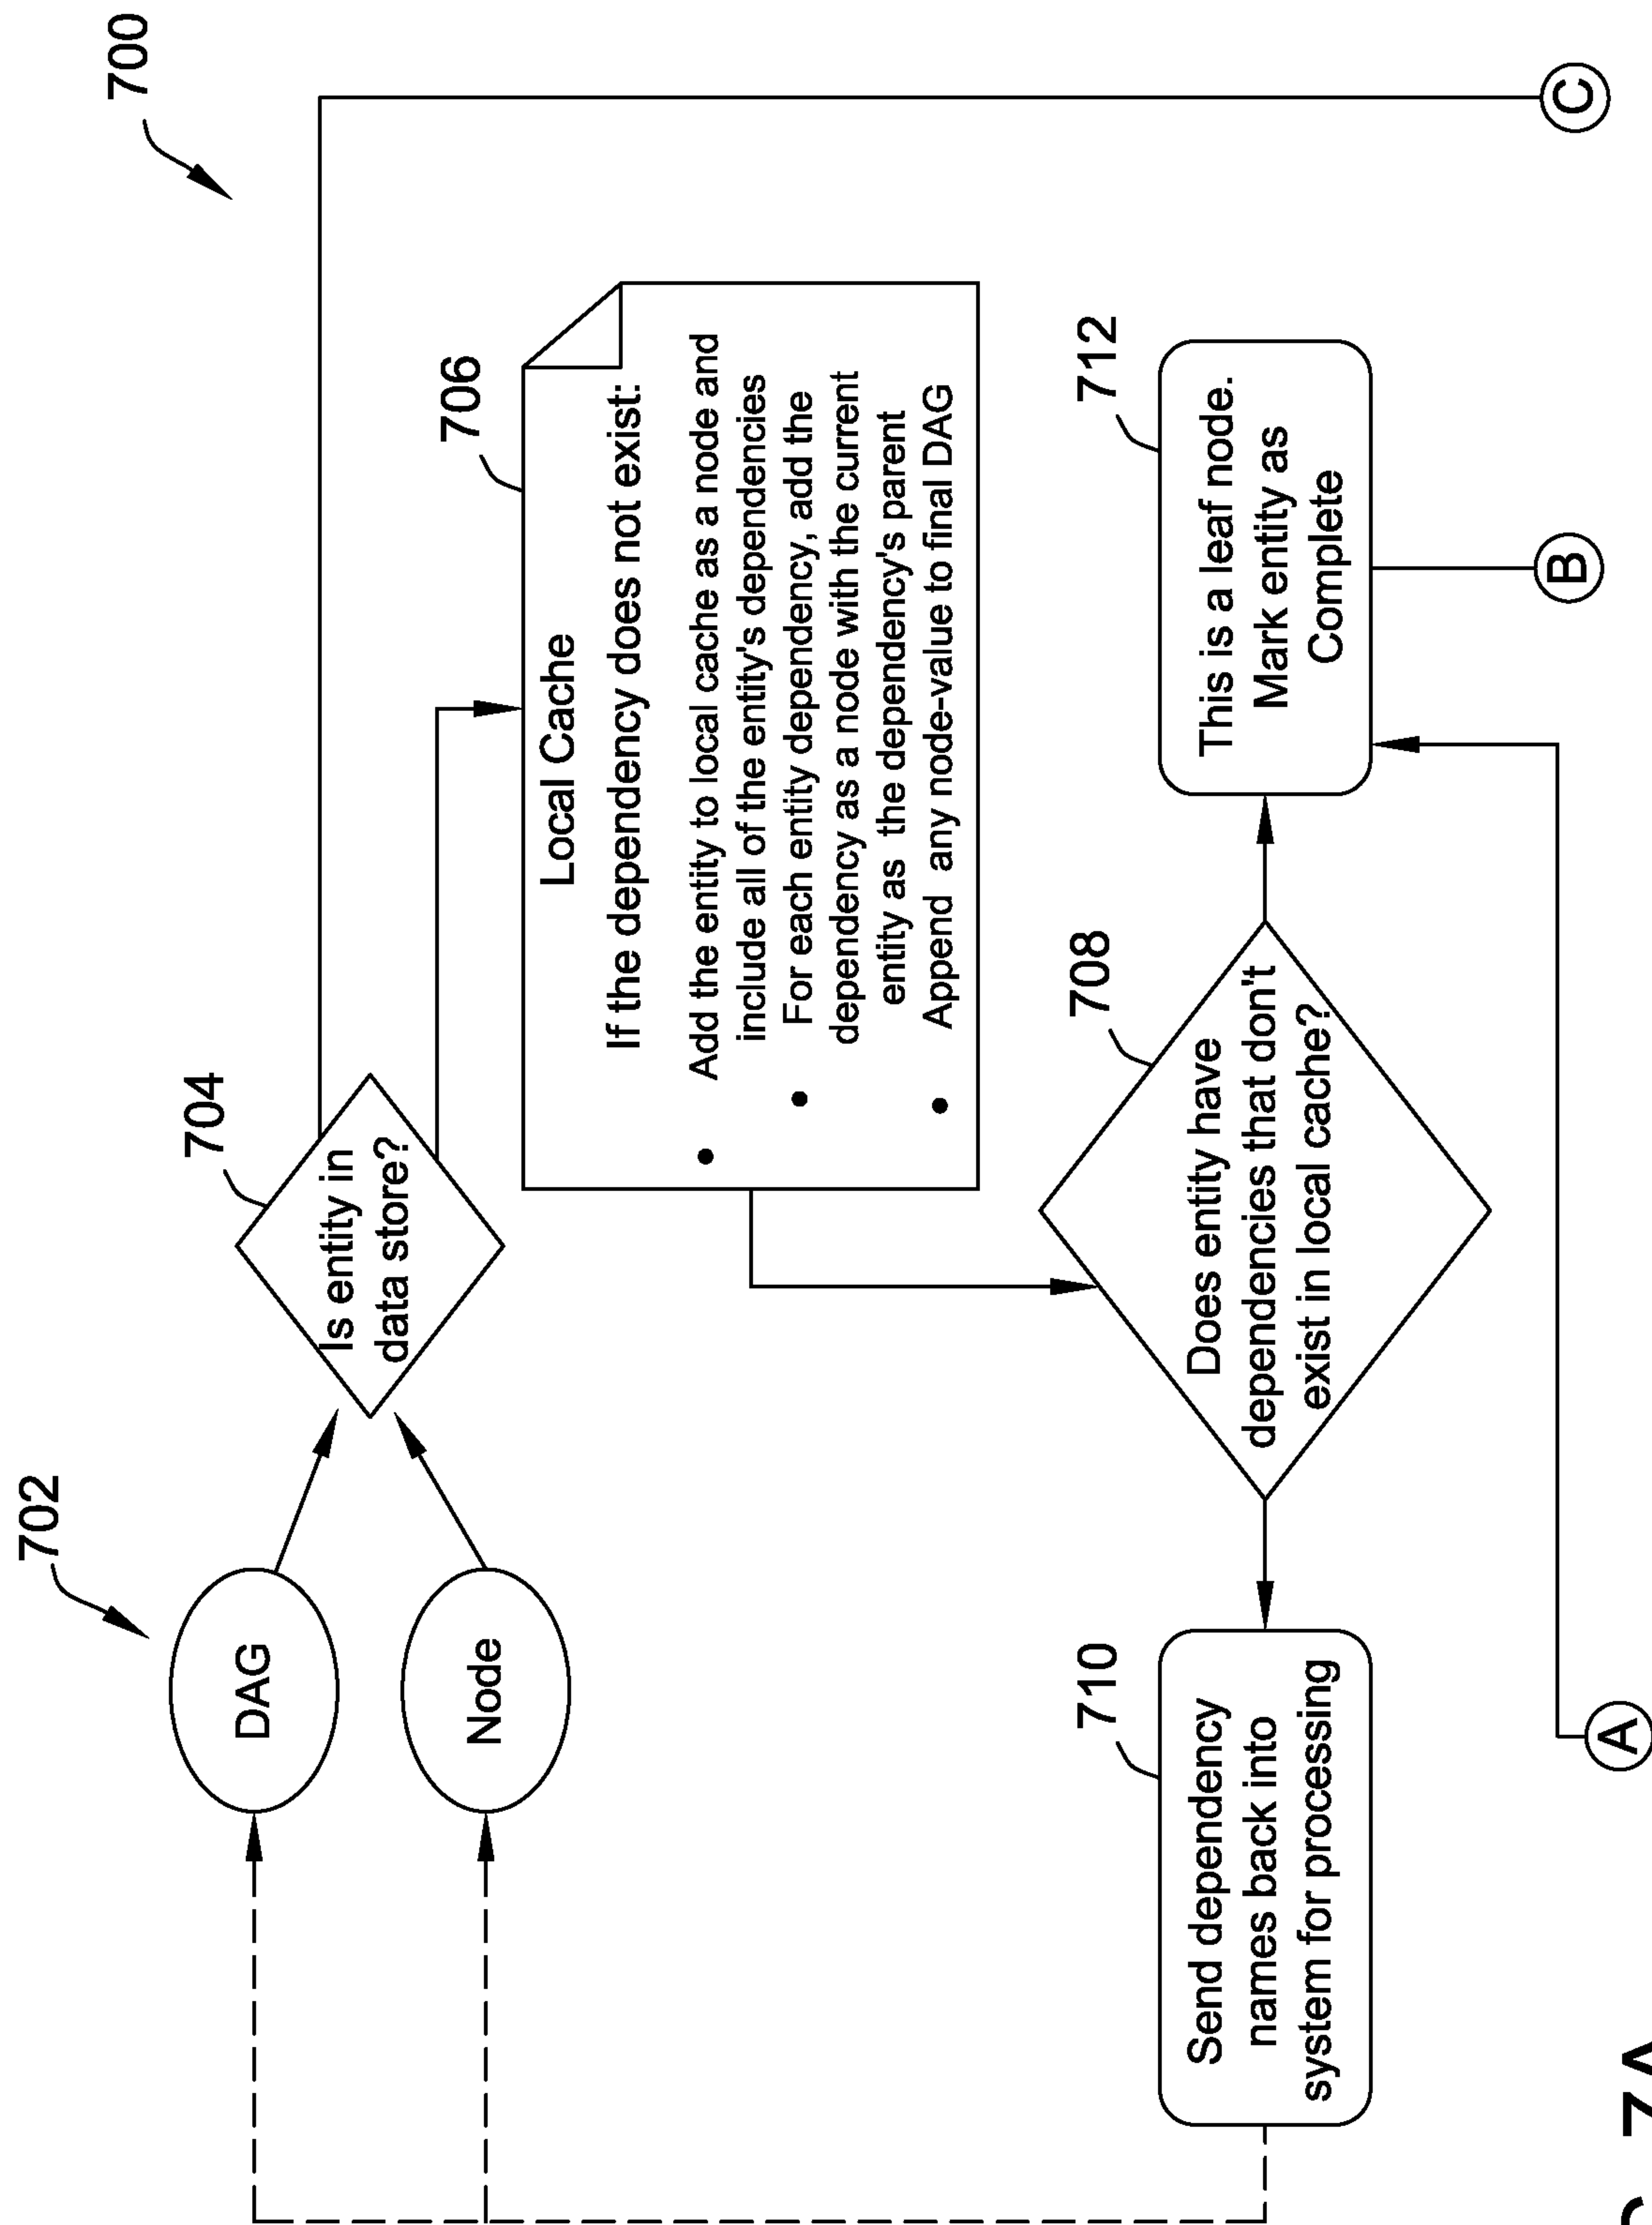 700
702
DAG
Node
704
Is entity in
data store?
706
Local Cache
If the dependency does not exist:
• Add the entity to local cache as a node and
include all of the entity's dependencies
• For each entity dependency, add the
dependency as a node with the current
entity as the dependency's parent
• Append any node-value to final DAG
708
Does entity have
dependencies that don't
exist in local cache?
710
Send dependency
names back into
system for processing
712
This is a leaf node.
Mark entity as
Complete
A
B
C
7A